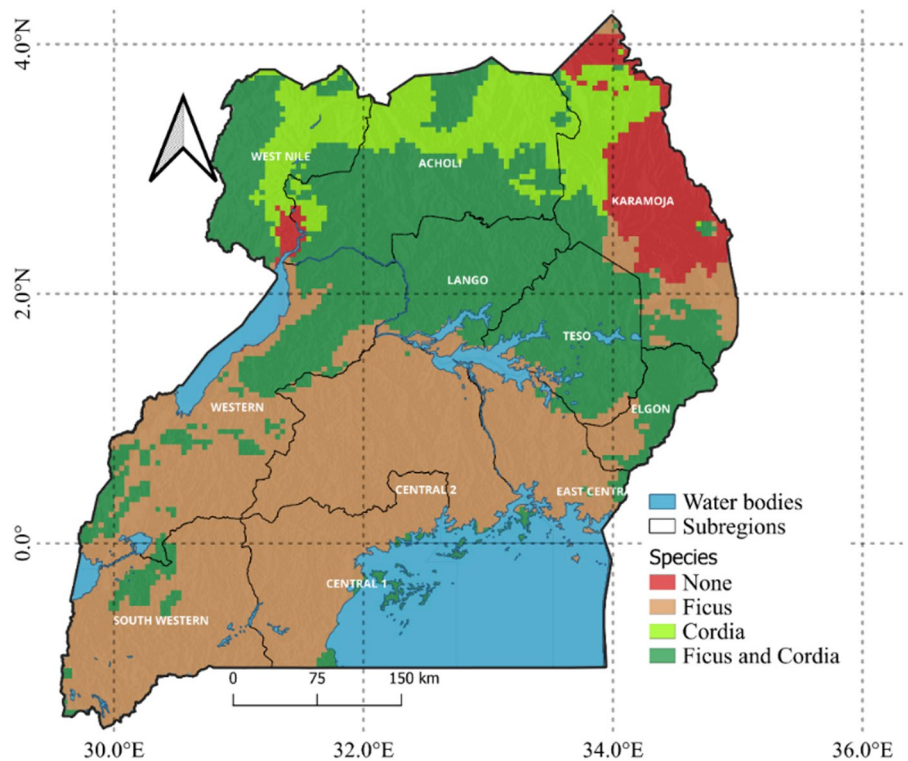 4.0°N
WEST NILE
ACHOLI
KARAMOJA
2.0°N
LANGO
TESO
WESTERN
ELGON
CENTRAL 2
EAST CENTRA
Water bodies
Subregions
0.0°
Species
None
CENTRAL 1
Ficus
Cordia
SOUTH WESTERN
Ficus and Cordia
0 75 150 km
30.0°E 32.0°E 34.0°E 36.0°E